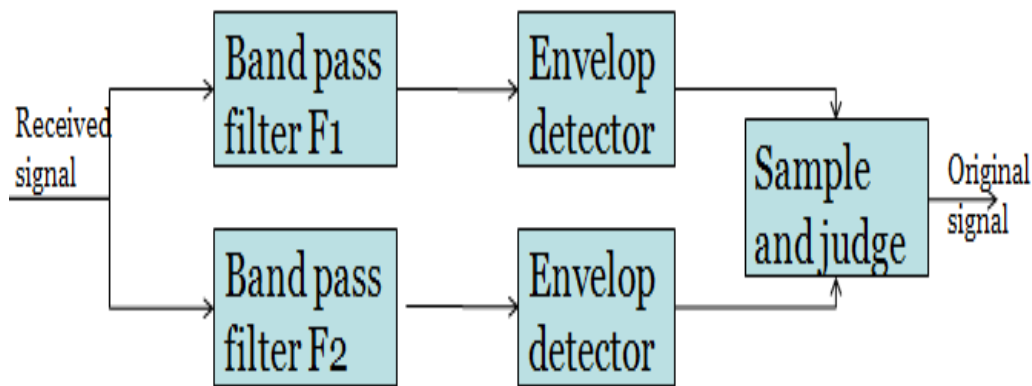 Received
signal
Band pass
filter F1
Envelop
detector
Sample
and judge
Original
signal
Band pass
filter F2
Envelop
detector